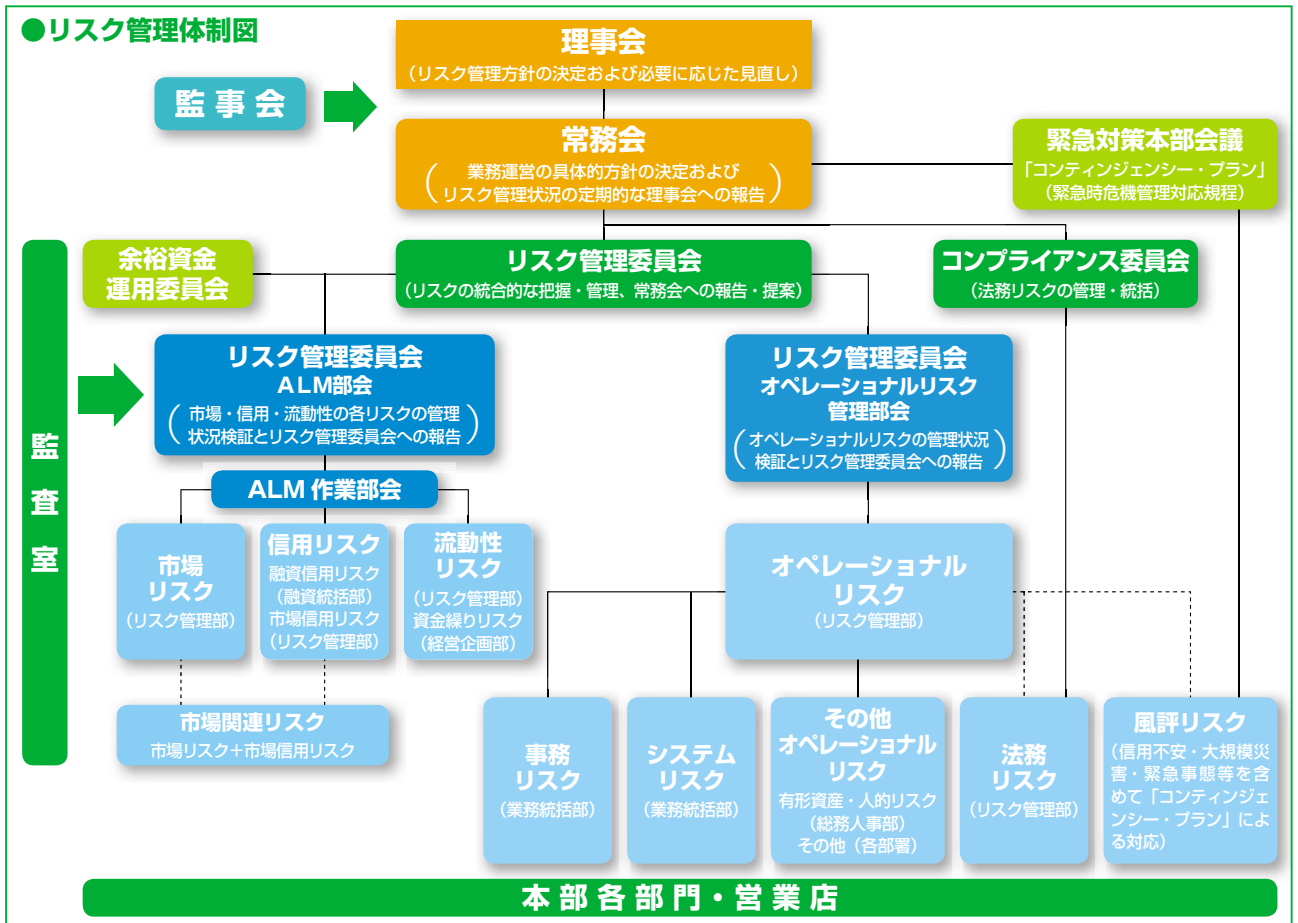 ●リスク管理体制図
理事会
（リスク管理方針の決定および必要に応じた見直し）
監事会
常務会
（業務運営の具体的方針の決定および
リスク管理状況の定期的な理事会への報告）
緊急対策本部会議
「コンティンジェンシー・プラン」
（緊急時危機管理対応規程）
余裕資金
運用委員会
リスク管理委員会
（リスクの統合的な把握・管理、常務会への報告・提案）
コンプライアンス委員会
（法務リスクの管理・統括）
監査室
リスク管理委員会
ALM部会
（市場・信用・流動性の各リスクの管理
状況検証とリスク管理委員会への報告）
リスク管理委員会
オペレーショナルリスク
管理部会
（オペレーショナルリスクの管理状況
検証とリスク管理委員会への報告）
ALM 作業部会
市場
リスク
（リスク管理部）
信用リスク
融資信用リスク
（融資統括部）
市場信用リスク
（リスク管理部）
流動性
リスク
（リスク管理部）
資金繰りリスク
（経営企画部）
オペレーショナル
リスク
（リスク管理部）
市場関連リスク
市場リスク＋市場信用リスク
事務
リスク
（業務統括部）
システム
リスク
（業務統括部）
その他
オペレーショナル
リスク
有形資産・人的リスク
（総務人事部）
その他（各部署）
法務
リスク
（リスク管理部）
風評リスク
（信用不安・大規模災
害・緊急事態等を含
めて「コンティンジェ
ンシー・プラン」によ
る対応）
本部各部門・営業店